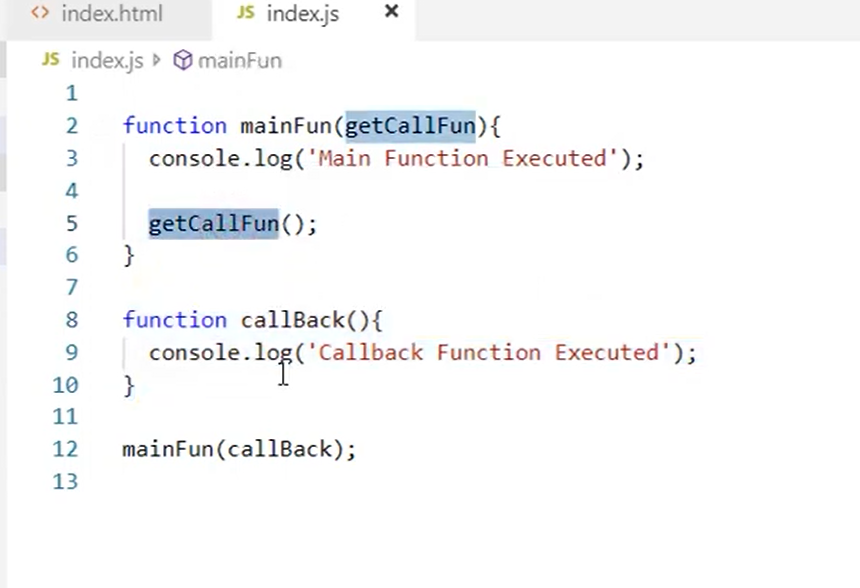 <> index.html JS index.js ×
JS index.js mainFun
1
2 function mainFun(getCallFun){
3 console.log('Main Function Executed');
4
5 getCallFun();
6 }
7
8 function callBack(){
9 console.log('Callback Function Executed');
10 }
11
12 mainFun(callBack);
13